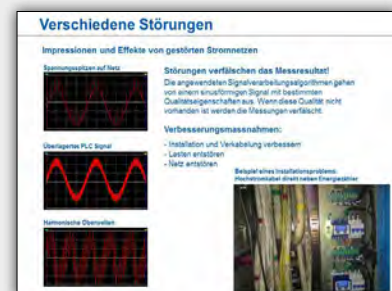 Verschiedene Störungen
Impressionen und Effekte von gestörten Stromnetzen
Spannungsspitzen auf Netz
Störungen verfälschen das Messresultat!
Die angewendeten Signalverarbeitungsalgorithmen gehen
von einem sinusförmigen Signal mit bestimmten
Qualitätseigenschaften aus. Wenn diese Qualität nicht
vorhanden ist werden die Messungen verfälscht.
Verbesserungsmassnahmen:
- Installation und Verkabelung verbessern
- Lasten entstören
- Netz entstören
Überlagertes PLC Signal
Beispiel eines Installationsproblems:
Hochstromkabel direkt neben Energiezähler
Harmonische Oberwellen